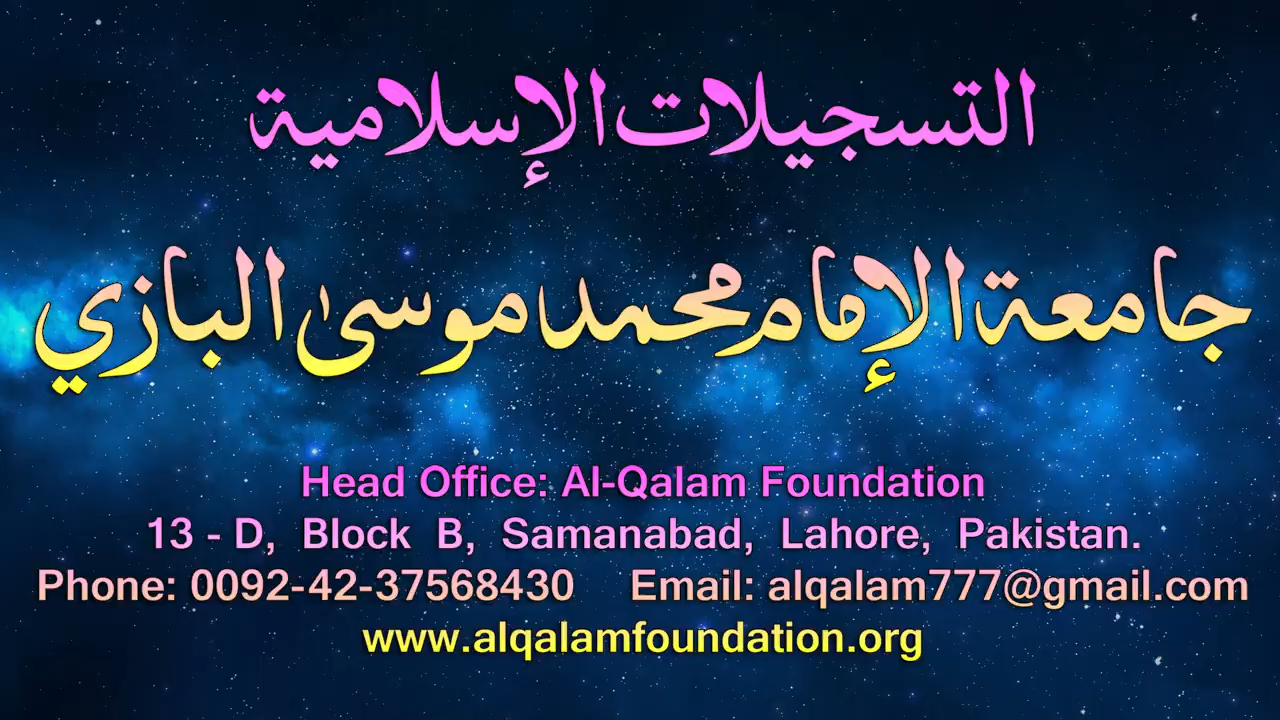 التسجيلات الإسلامية
جامعة الإمام محمد موسىٰ البازي
Head Office: Al-Qalam Foundation
13 - D, Block B, Samanabad, Lahore, Pakistan.
Phone: 0092-42-37568430 Email: alqalam777@gmail.com
www.alqalamfoundation.org